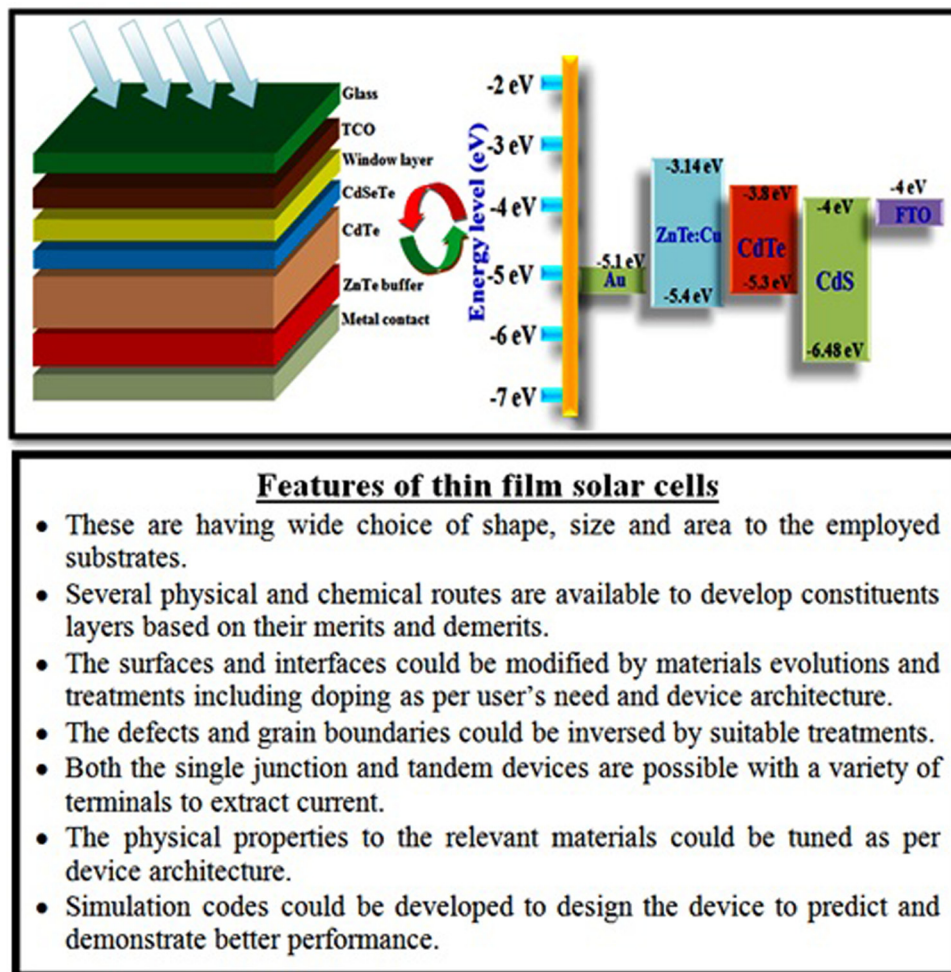 Glass
TCO
Window layer
CdSeTe
CdTe
ZnTe buffer
Metal contact
Energy level (eV)
-2 eV
-3 eV
-4 eV
-5 eV
-6 eV
-7 eV
-5.1 eV
Au
-3.14 eV
ZnTe:Cu
-5.4 eV
-3.8 eV
CdTe
-5.3 eV
-4 eV
CdS
-6.48 eV
-4 eV
FTO
Features of thin film solar cells
• These are having wide choice of shape, size and area to the employed
substrates.
• Several physical and chemical routes are available to develop constituents
layers based on their merits and demerits.
• The surfaces and interfaces could be modified by materials evolutions and
treatments including doping as per user's need and device architecture.
• The defects and grain boundaries could be inversed by suitable treatments.
• Both the single junction and tandem devices are possible with a variety of
terminals to extract current.
• The physical properties to the relevant materials could be tuned as per
device architecture.
• Simulation codes could be developed to design the device to predict and
demonstrate better performance.